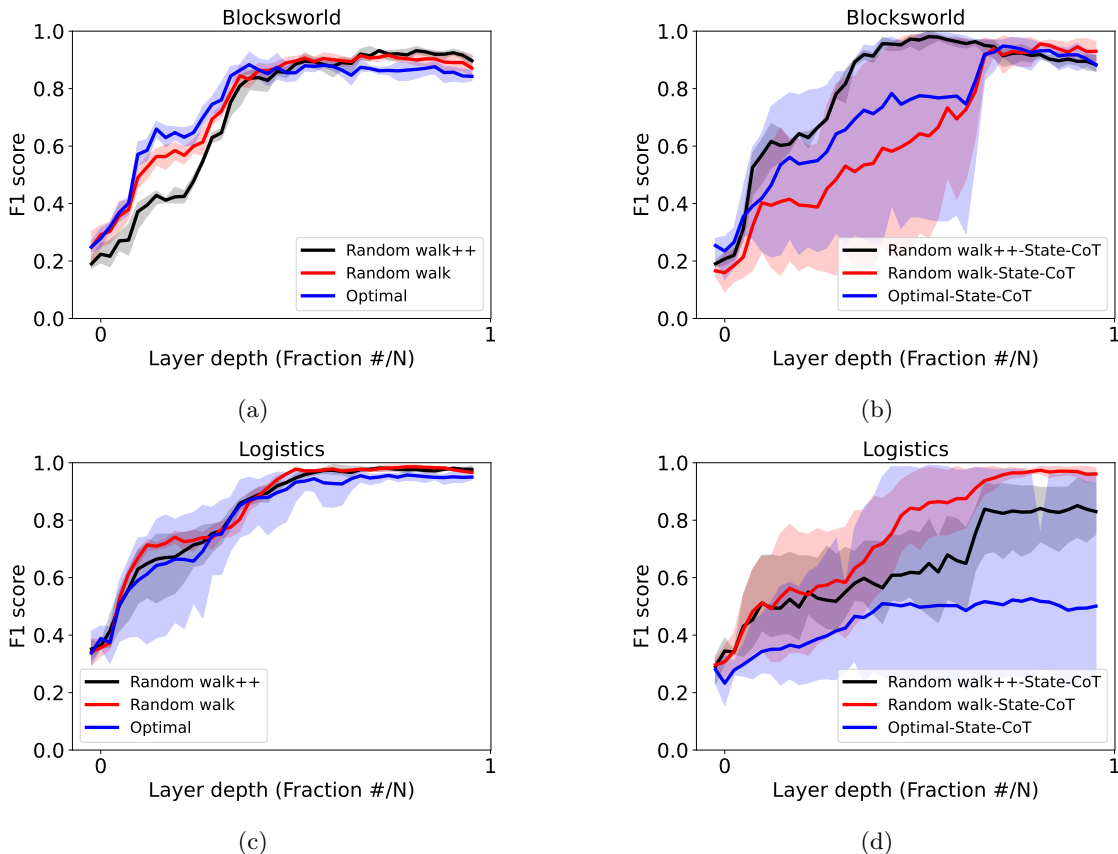 Blocksworld
1.0
0.8
0.6
0.4
0.2
0.0
F1 score
Random walk++
Random walk
Optimal
0 1
Layer depth (Fraction #/N)
(a)
Blocksworld
1.0
0.8
0.6
0.4
0.2
0.0
F1 score
Random walk++-State-CoT
Random walk-State-CoT
Optimal-State-CoT
0 1
Layer depth (Fraction #/N)
(b)
Logistics
1.0
0.8
0.6
0.4
0.2
0.0
F1 score
Random walk++
Random walk
Optimal
0 1
Layer depth (Fraction #/N)
(c)
Logistics
1.0
0.8
0.6
0.4
0.2
0.0
F1 score
Random walk++-State-CoT
Random walk-State-CoT
Optimal-State-CoT
0 1
Layer depth (Fraction #/N)
(d)